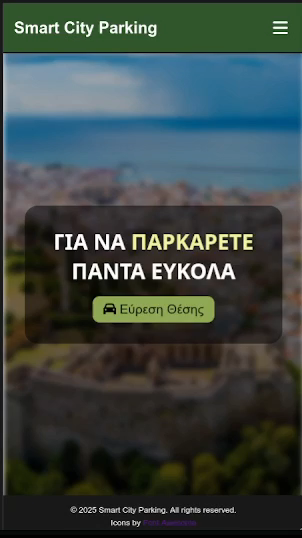 Smart City Parking
ΓΙΑ ΝΑ ΠΑΡΚΑΡΕΤΕ
ΠΑΝΤΑ ΕΥΚΟΛΑ
Εύρεση Θέσης
© 2025 Smart City Parking. All rights reserved.
Icons by Font Awesome